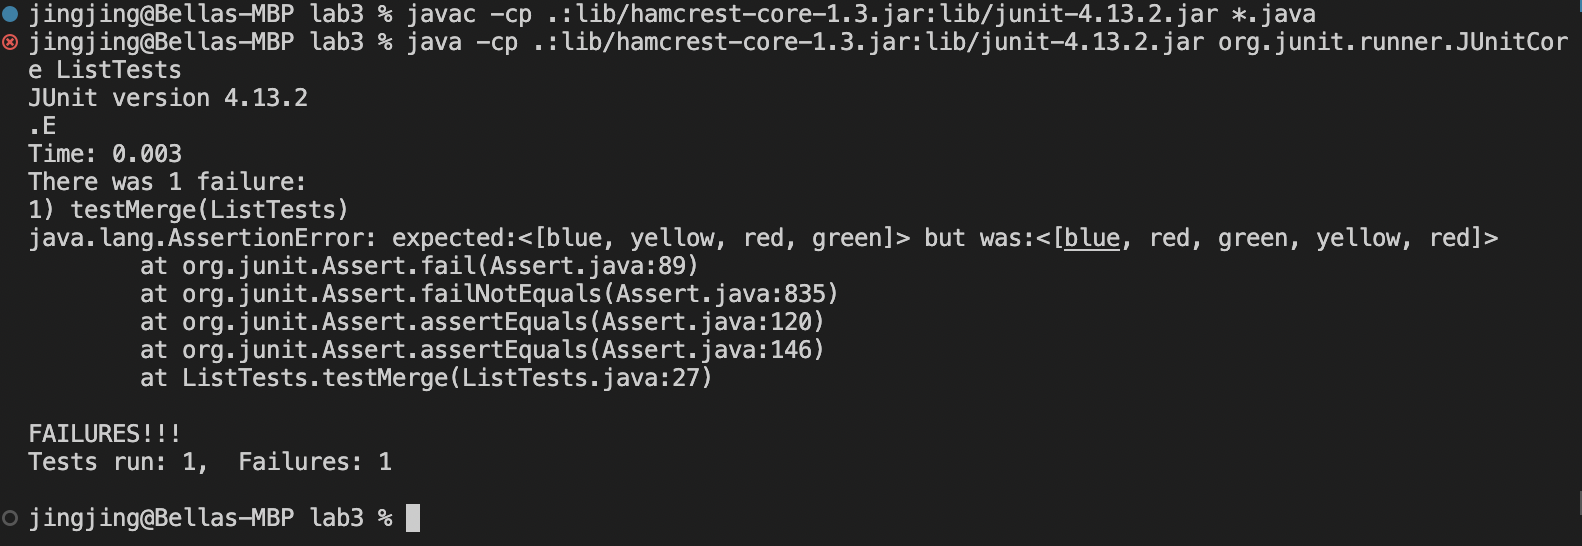 jingjing@Bellas-MBP lab3 % javac -cp .:lib/hamcrest-core-1.3.jar:lib/junit-4.13.2.jar *.java
jingjing@Bellas-MBP lab3 % java -cp .:lib/hamcrest-core-1.3.jar:lib/junit-4.13.2.jar org.junit.runner.JUnitCor
e ListTests
JUnit version 4.13.2
.E
Time: 0.003
There was 1 failure:
1) testMerge(ListTests)
java.lang.AssertionError: expected:<[blue, yellow, red, green]> but was:<[blue, red, green, yellow, red]>
        at org.junit.Assert.fail(Assert.java:89)
        at org.junit.Assert.failNotEquals(Assert.java:835)
        at org.junit.Assert.assertEquals(Assert.java:120)
        at org.junit.Assert.assertEquals(Assert.java:146)
        at ListTests.testMerge(ListTests.java:27)

FAILURES!!!
Tests run: 1,  Failures: 1

jingjing@Bellas-MBP lab3 %